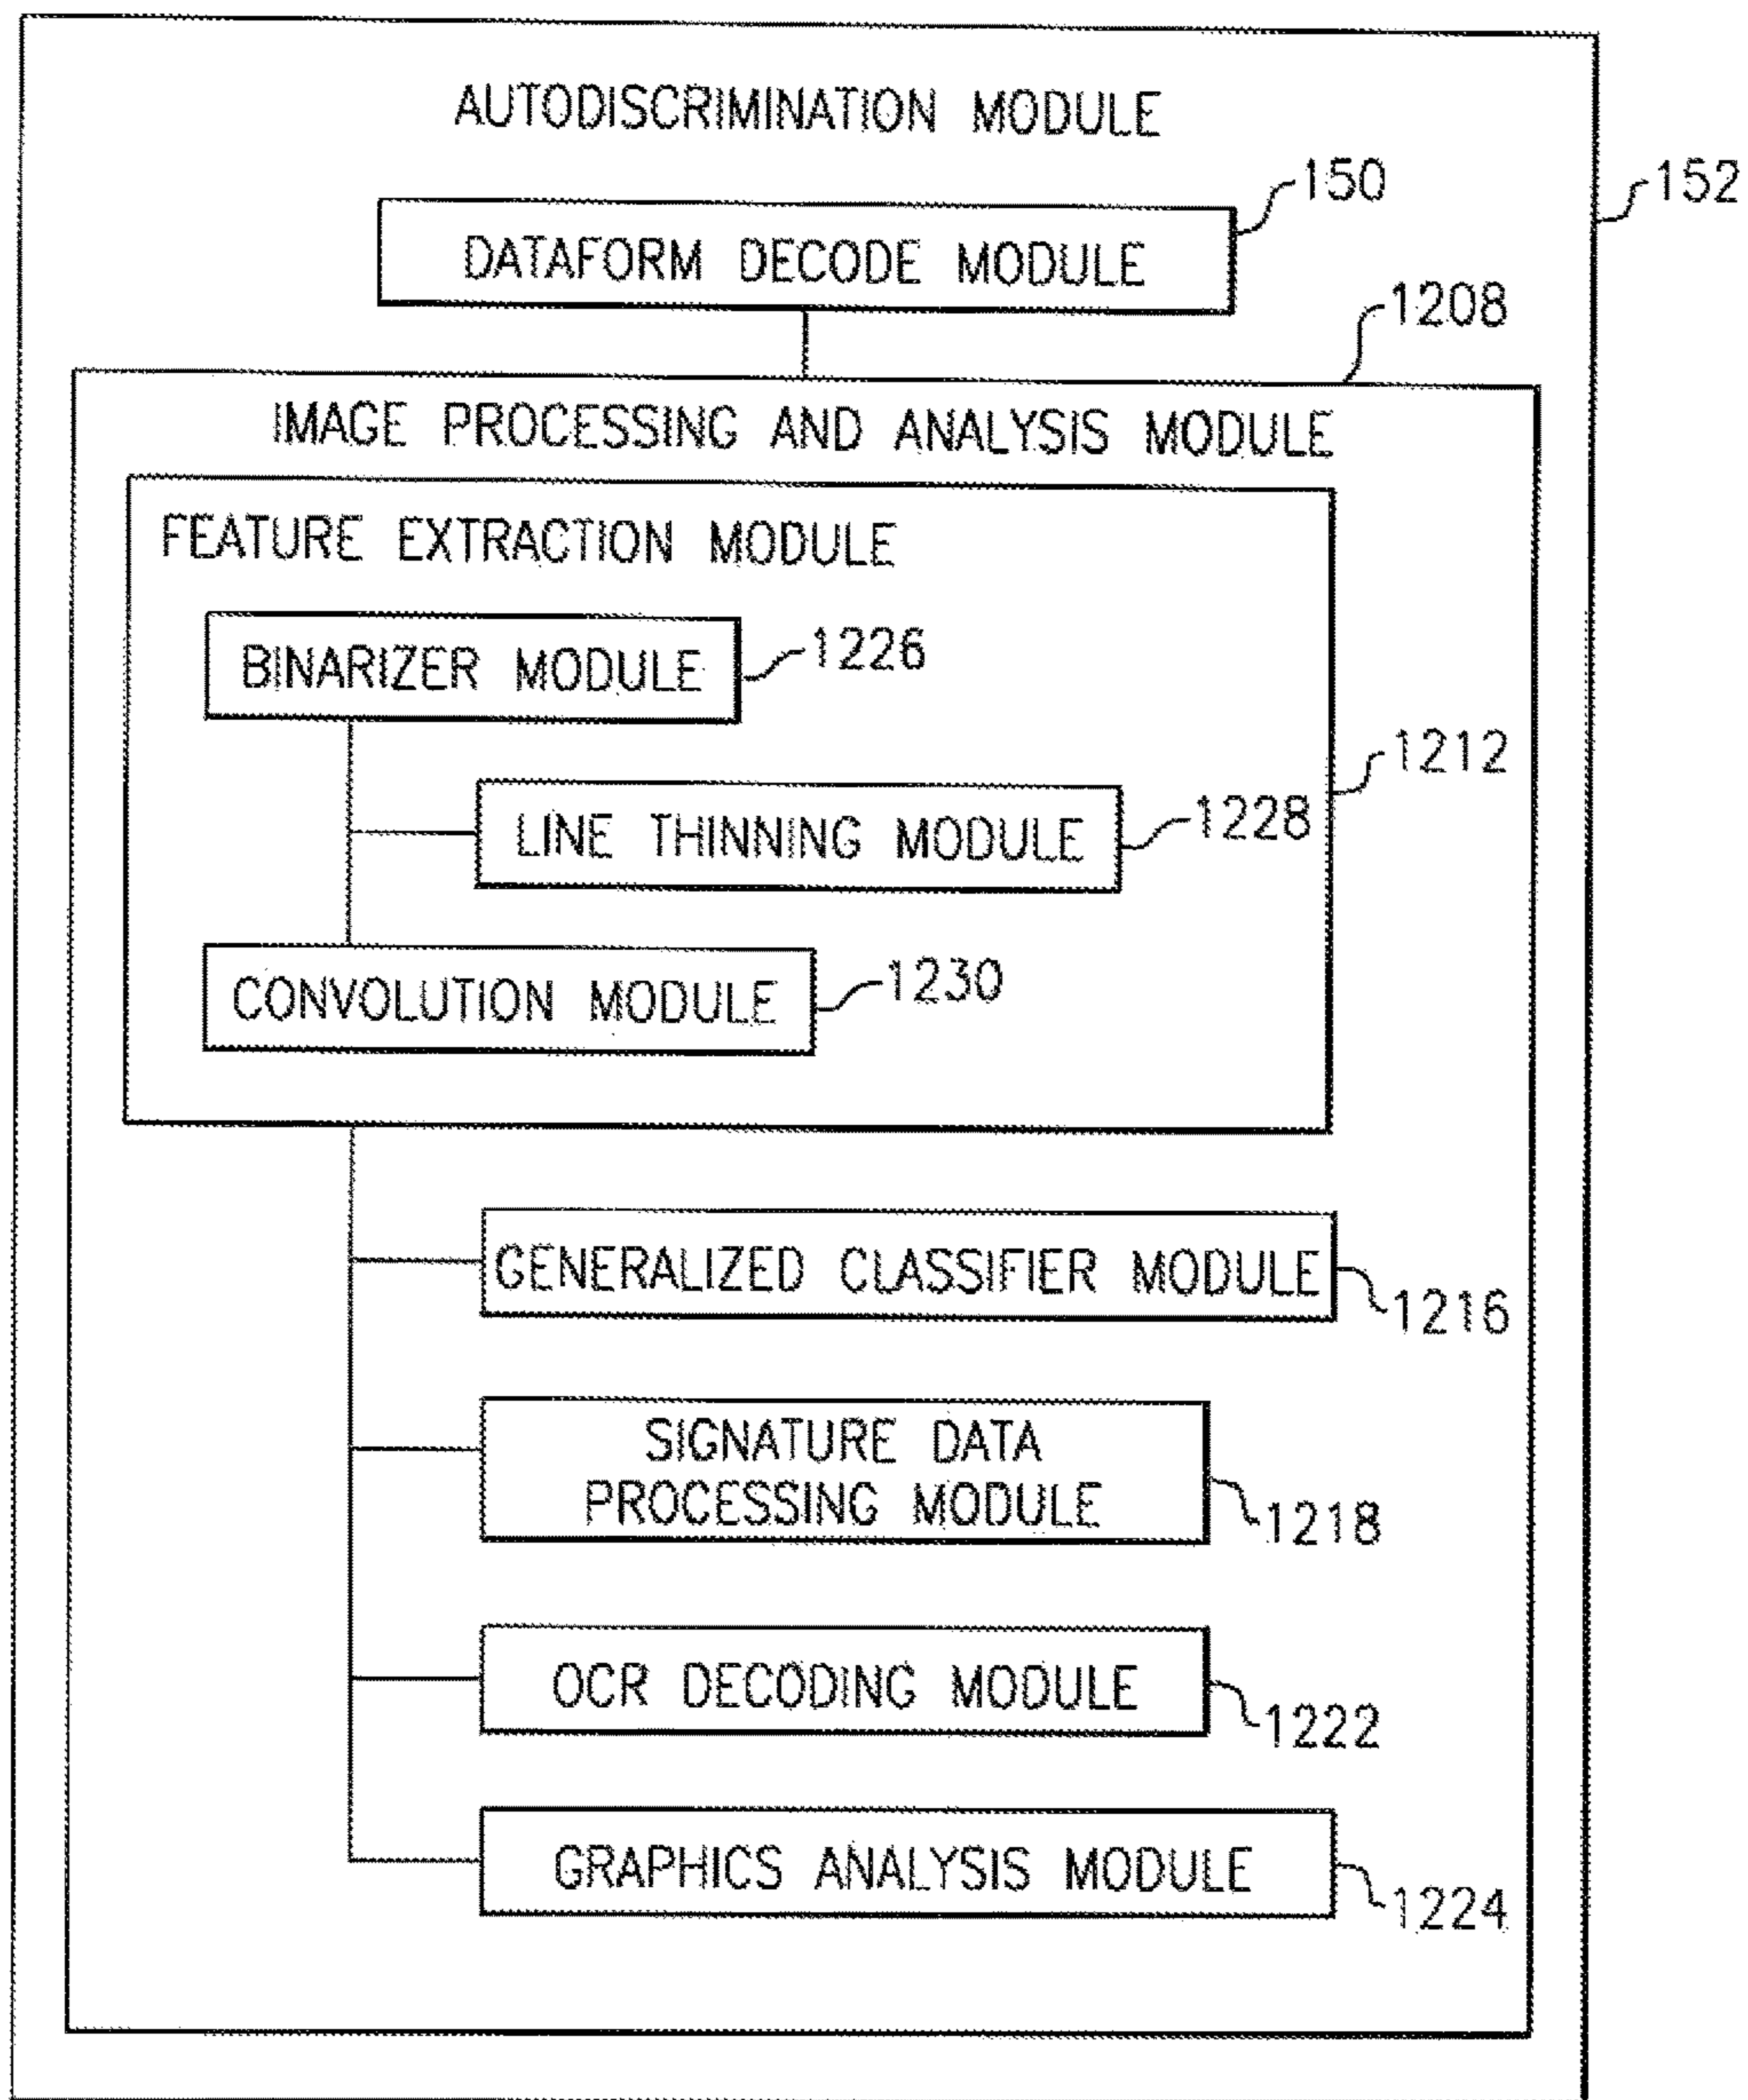 AUTODISCRIMINATION MODULE
150
152
DATAFORM DECODE MODULE
1208
IMAGE PROCESSING AND ANALYSIS MODULE
FEATURE EXTRACTION MODULE
BINARIZER MODULE
1226
1212
LINE THINNING MODULE
1228
CONVOLUTION MODULE
1230
GENERALIZED CLASSIFIER MODULE
1216
SIGNATURE DATA
PROCESSING MODULE
1218
OCR DECODING MODULE
1222
GRAPHICS ANALYSIS MODULE
1224